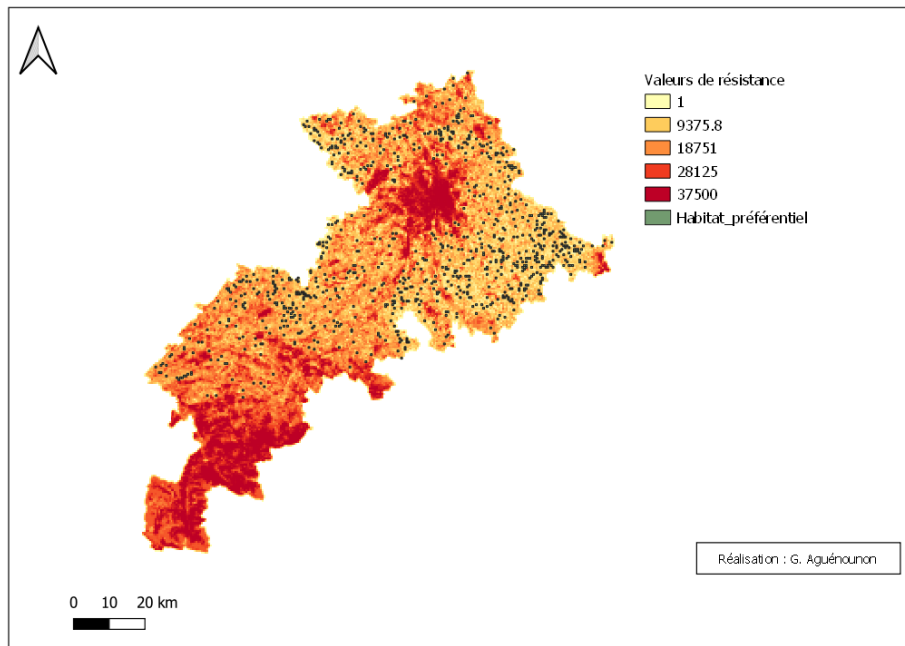 Valeurs de résistance
1
9375.8
18751
28125
37500
Habitat_préférentiel
Réalisation : G. Aguénounon
0 10 20 km